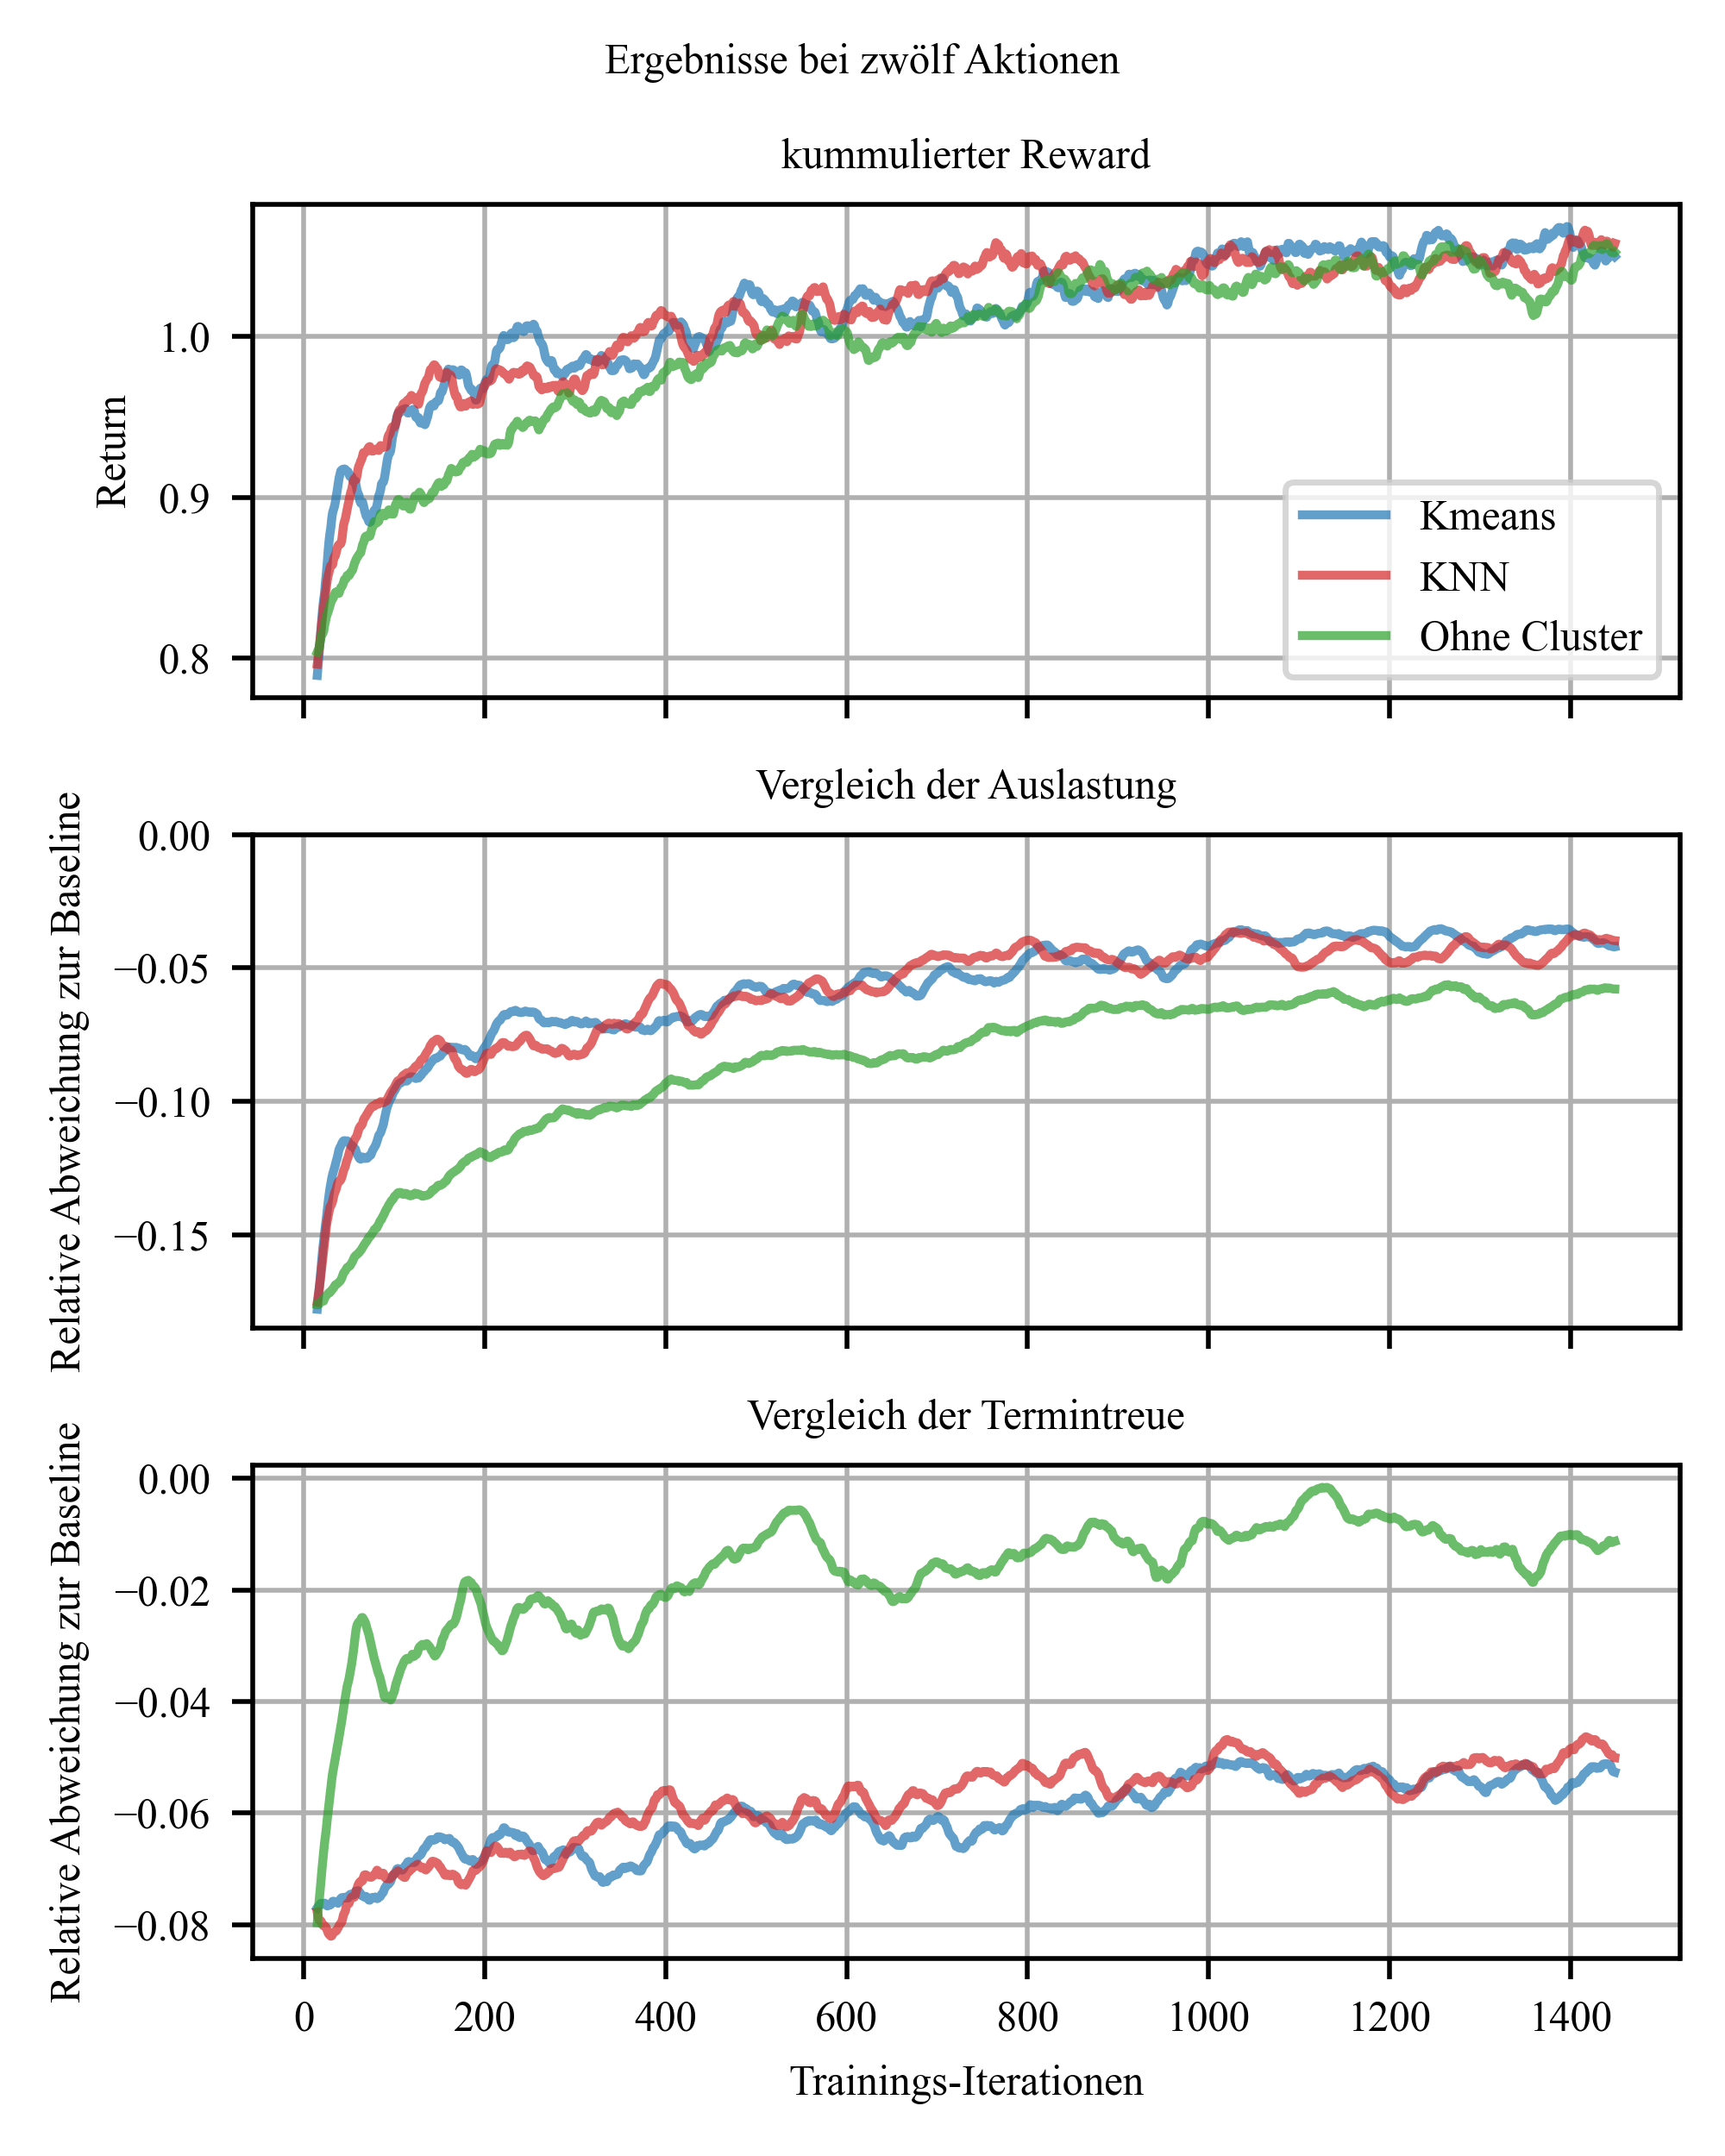 Ergebnisse bei zwölf Aktionen
kummulierter Reward
Return
1.0
0.9
0.8
Kmeans
KNN
Ohne Cluster
Vergleich der Auslastung
Relative Abweichung zur Baseline
0.00
−0.05
−0.10
−0.15
Vergleich der Termintreue
Relative Abweichung zur Baseline
0.00
−0.02
−0.04
−0.06
−0.08
0 200 400 600 800 1000 1200 1400
Trainings-Iterationen